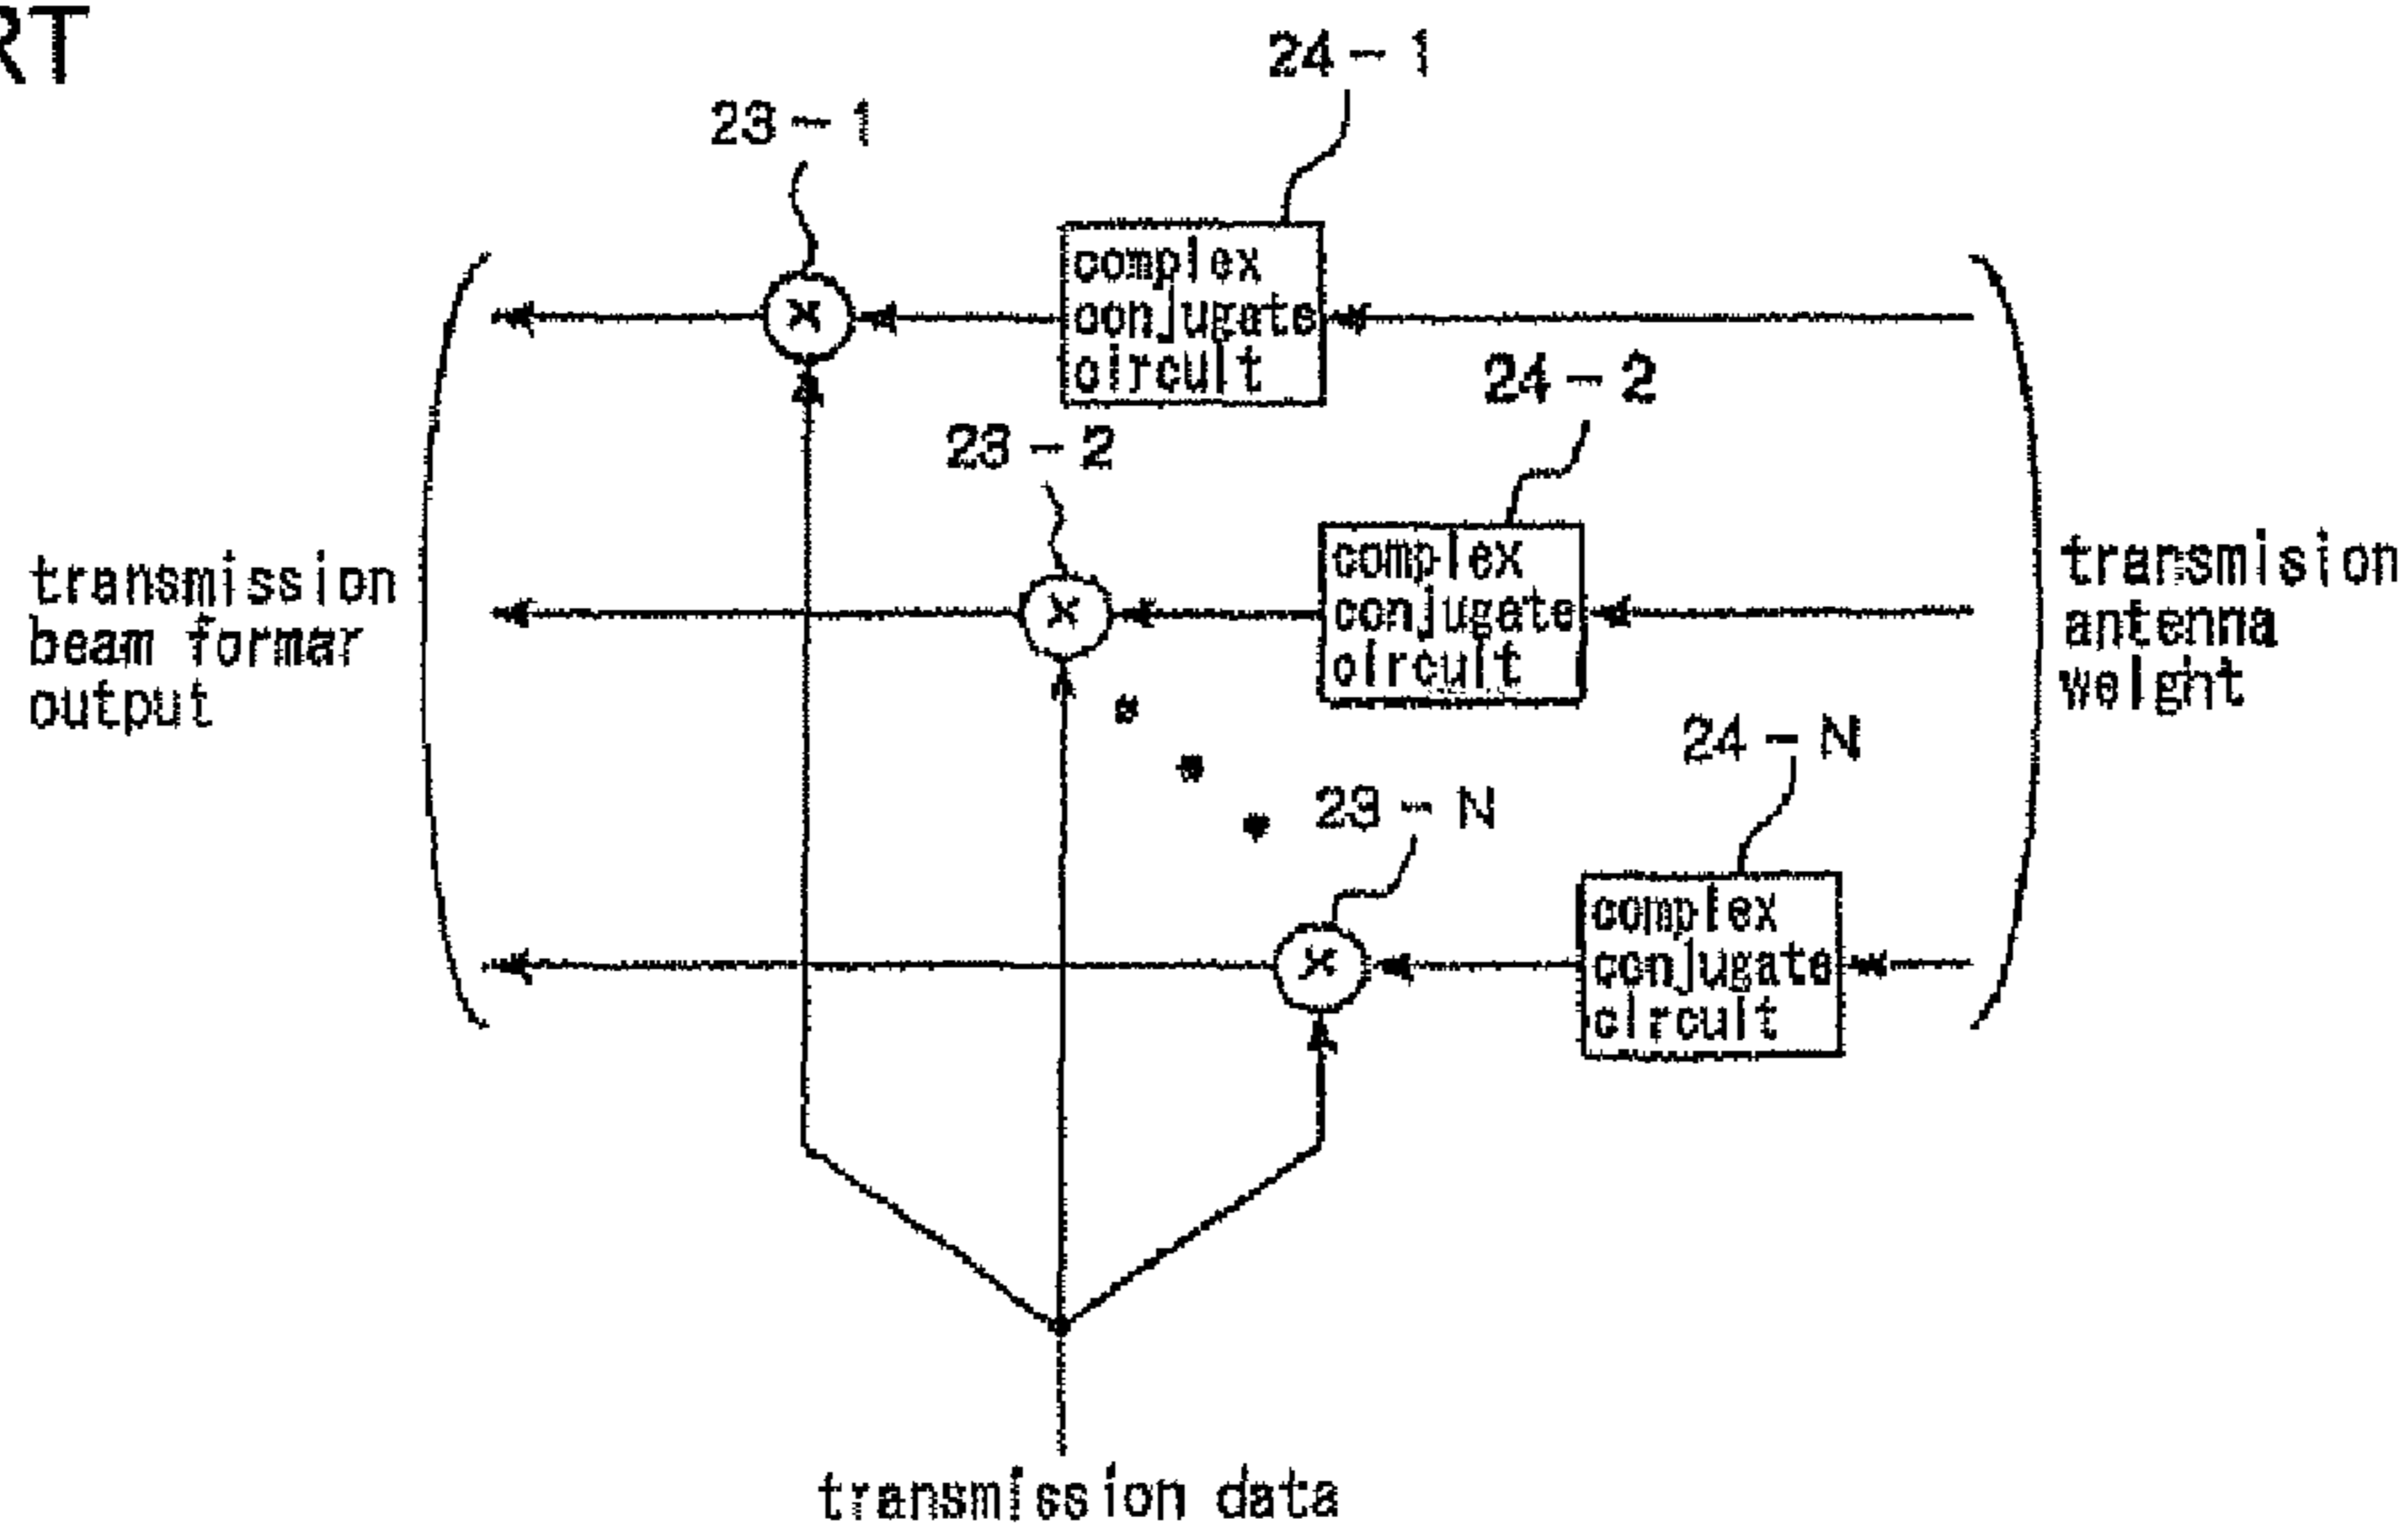 RT
24-1
23-1
complex
conjugate
circuit
24-2
23-2
complex
conjugate
circuit
transmission
beam formar
output
transmision
antenna
weight
24-N
23-N
complex
conjugate
circuit
transmission data